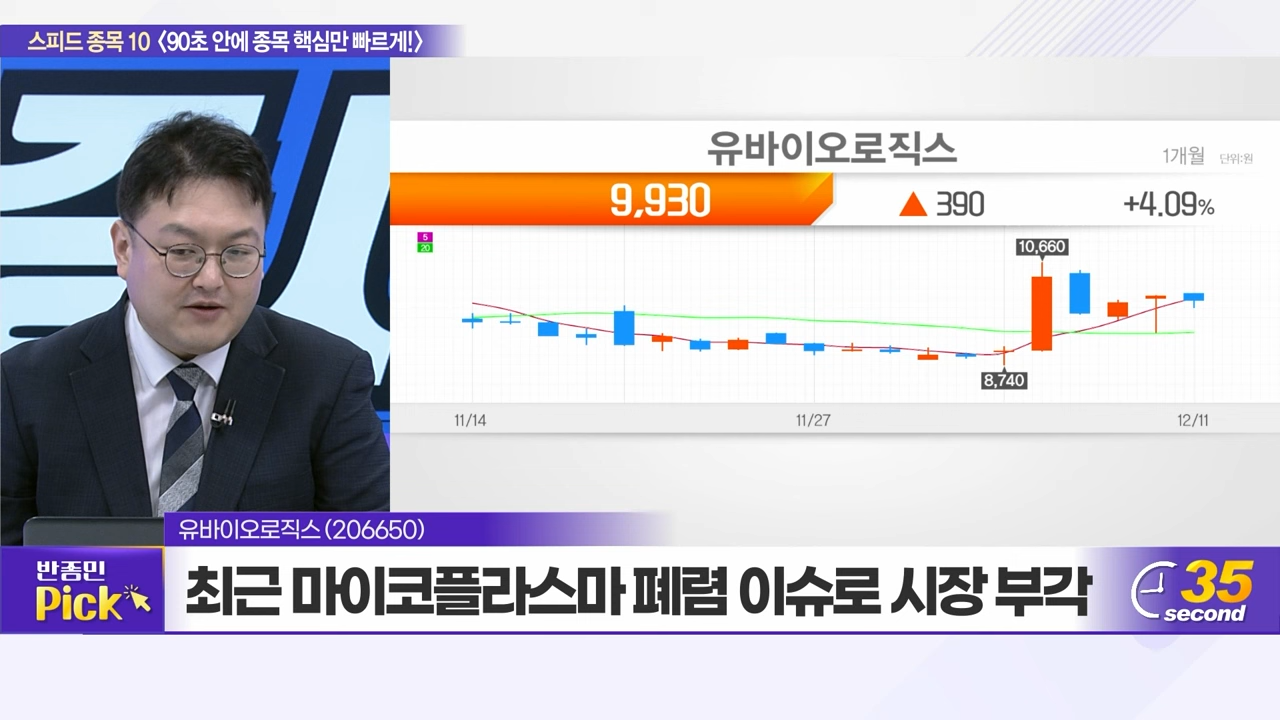 스피드 종목 10 <90초 안에 종목 핵심만 빠르게!>
유바이오로직스
1개월 단위:원
9,930 ▲ 390 +4.09%
5
20
10,660
8,740
11/14 11/27 12/11
유바이오로직스 (206650)
반종민
Pick
최근 마이코플라스마 폐렴 이슈로 시장 부각
35
second